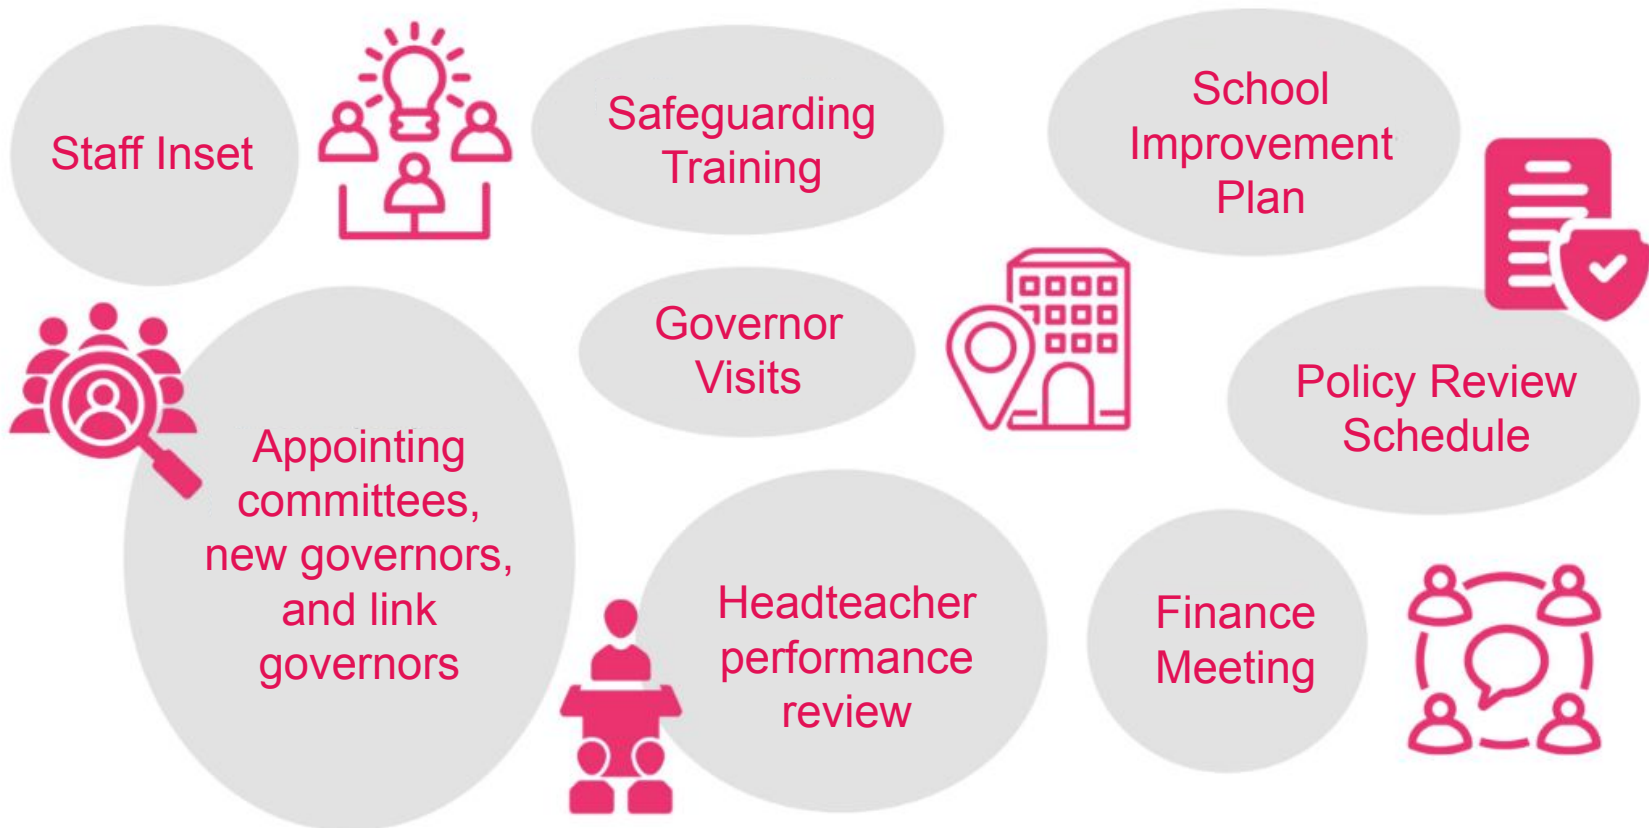 Staff Inset
Safeguarding
Training
School
Improvement
Plan
Governor
Visits
Policy Review
Schedule
Appointing
committees,
new governors,
and link
governors
Headteacher
performance
review
Finance
Meeting